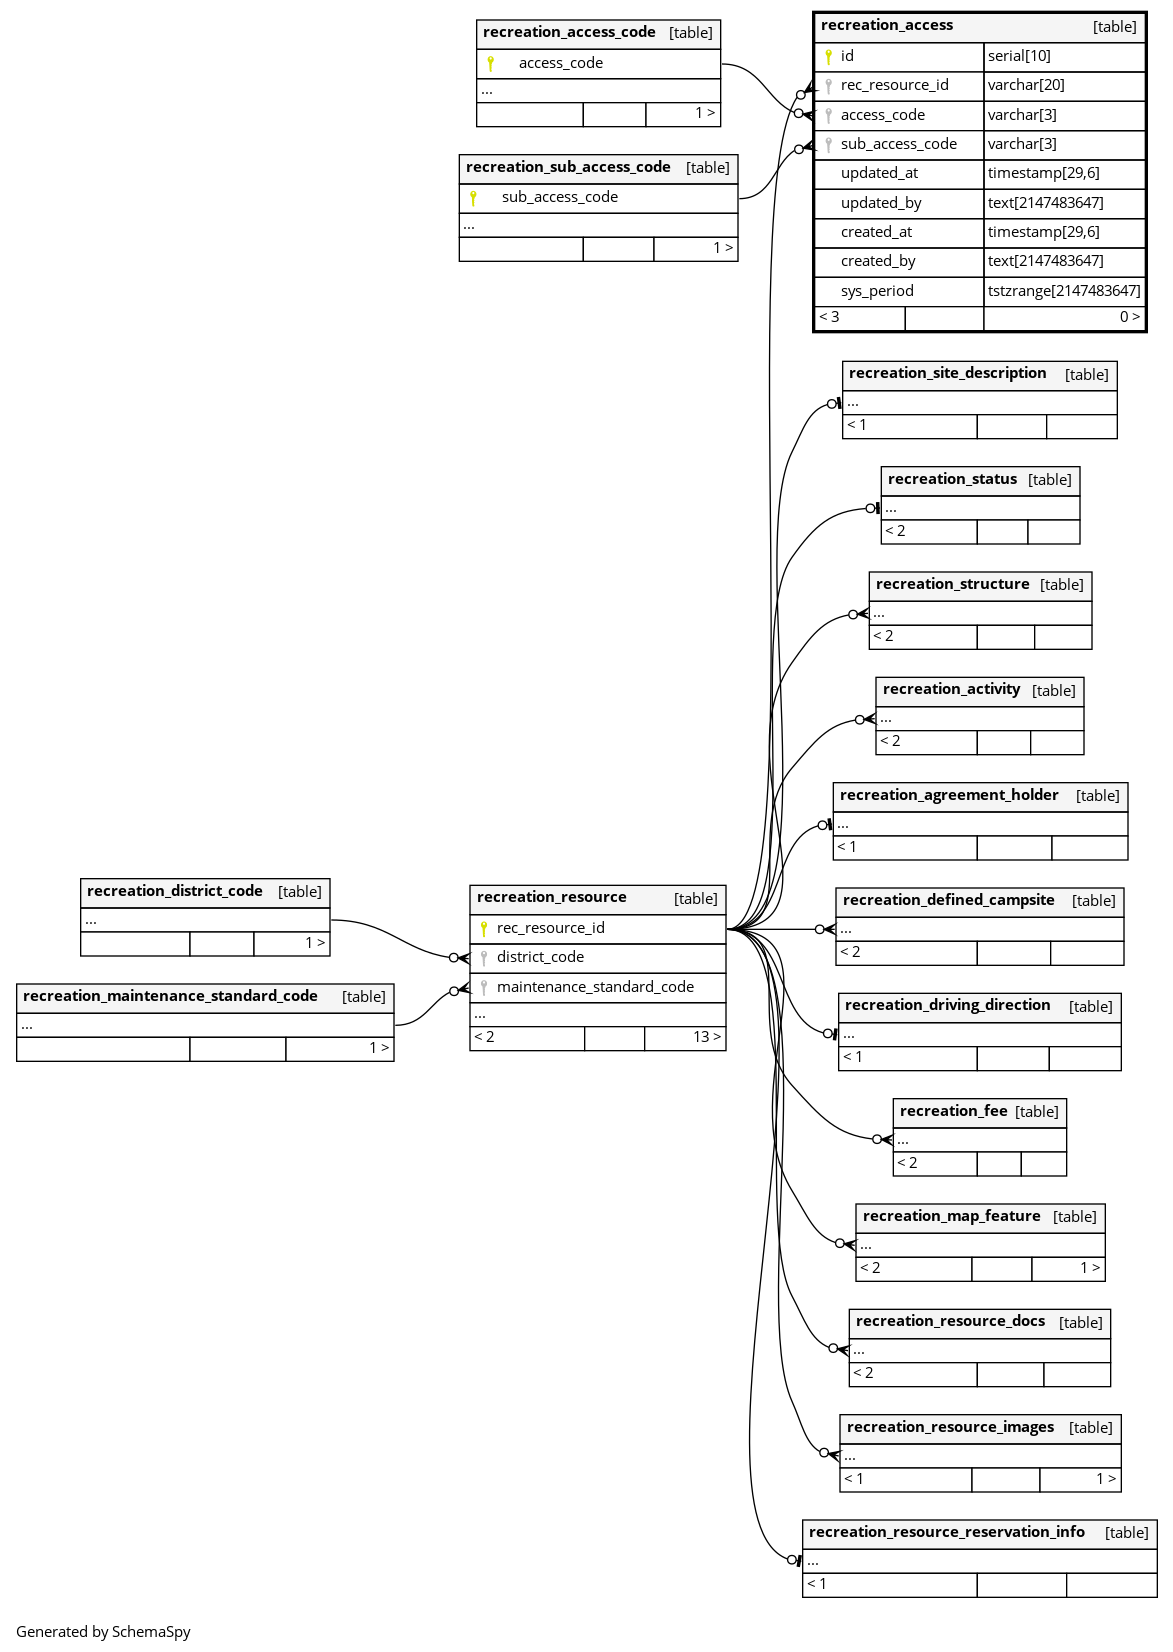 recreation_access_code [table]
access_code
...
1 >
recreation_sub_access_code [table]
sub_access_code
...
1 >
recreation_access [table]
id serial[10]
rec_resource_id varchar[20]
access_code varchar[3]
sub_access_code varchar[3]
updated_at timestamp[29,6]
updated_by text[2147483647]
created_at timestamp[29,6]
created_by text[2147483647]
sys_period tstzrange[2147483647]
< 3 0 >
recreation_site_description [table]
...
< 1
recreation_status [table]
...
< 2
recreation_structure [table]
...
< 2
recreation_activity [table]
...
< 2
recreation_agreement_holder [table]
...
< 1
recreation_district_code [table]
...
1 >
recreation_maintenance_standard_code [table]
...
1 >
recreation_resource [table]
rec_resource_id
district_code
maintenance_standard_code
...
< 2 13 >
recreation_defined_campsite [table]
...
< 2
recreation_driving_direction [table]
...
< 1
recreation_fee [table]
...
< 2
recreation_map_feature [table]
...
< 2 1 >
recreation_resource_docs [table]
...
< 2
recreation_resource_images [table]
...
< 1 1 >
recreation_resource_reservation_info [table]
...
< 1
Generated by SchemaSpy